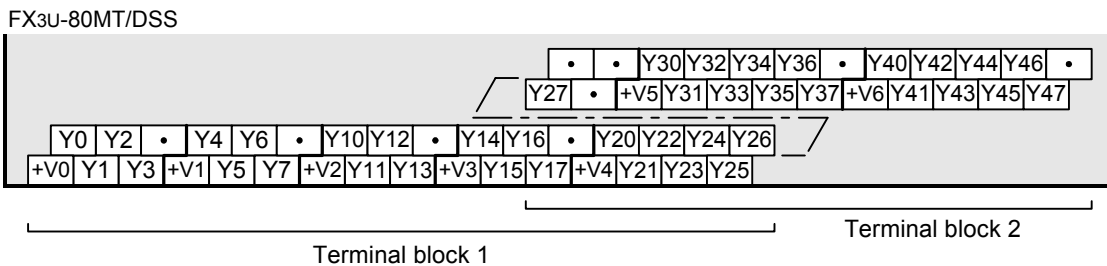 FX3U-80MT/DSS
• • Y30 Y32 Y34 Y36 • Y40 Y42 Y44 Y46 •
Y27 • +V5 Y31 Y33 Y35 Y37 +V6 Y41 Y43 Y45 Y47
Y0 Y2 • Y4 Y6 • Y10 Y12 • Y14 Y16 • Y20 Y22 Y24 Y26
+V0 Y1 Y3 +V1 Y5 Y7 +V2 Y11 Y13 +V3 Y15 Y17 +V4 Y21 Y23 Y25
Terminal block 2
Terminal block 1